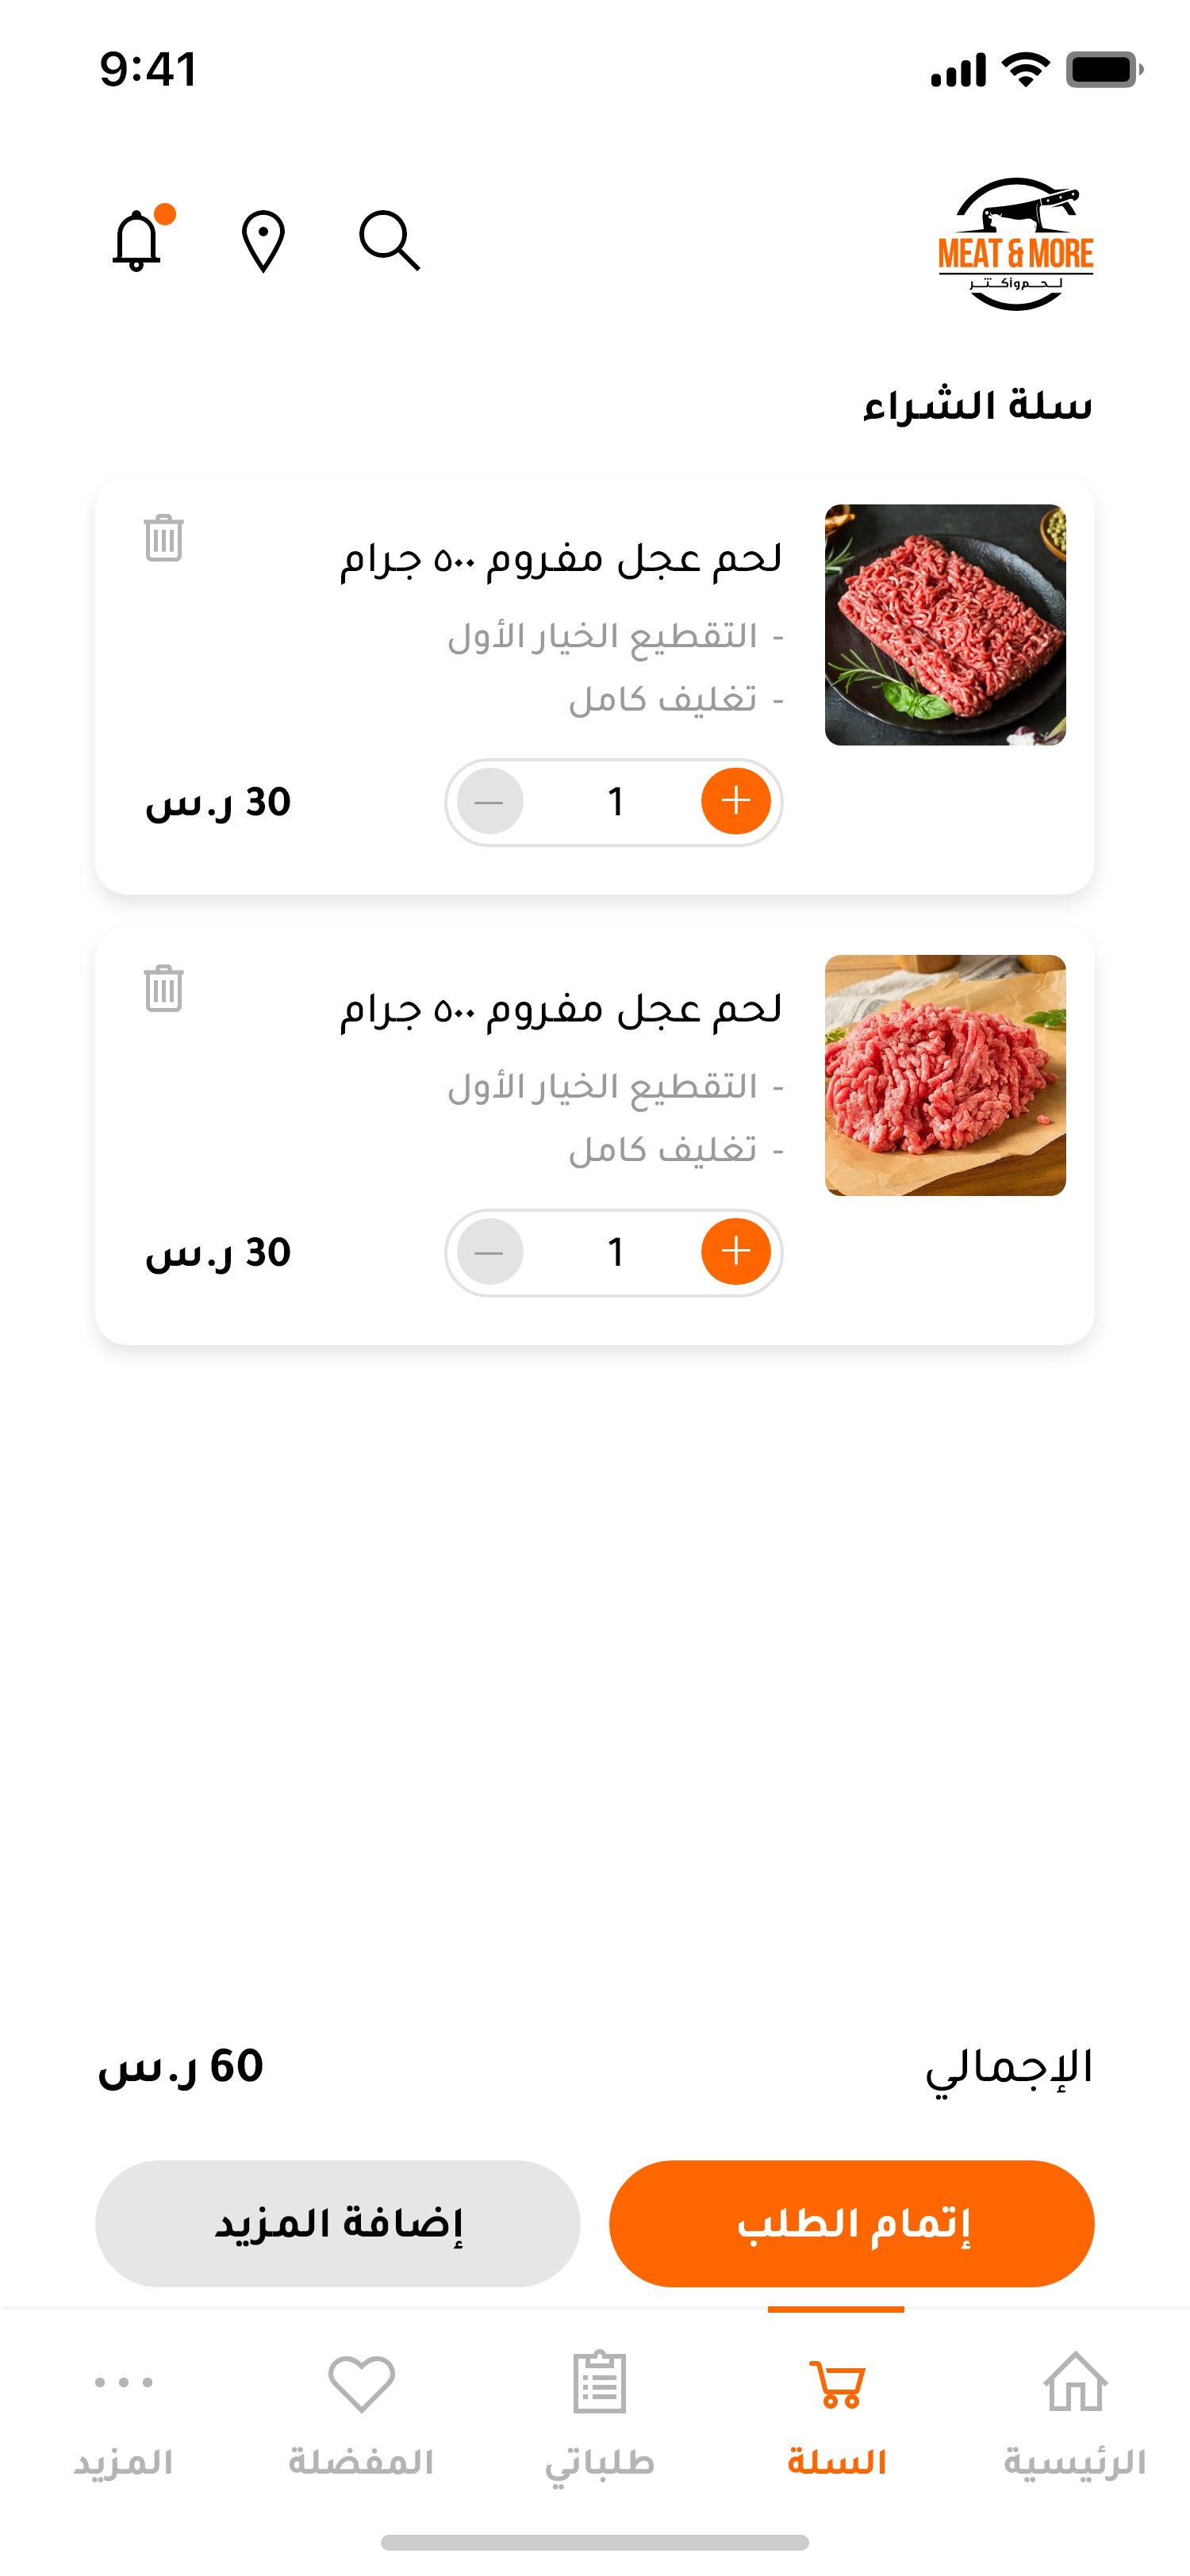 9:41
MEAT & MORE
لحم وأكثر
سلة الشراء
لحم عجل مفروم ٥٠٠ جرام
- التقطيع الخيار الأول
- تغليف كامل
1
30 ر.س
لحم عجل مفروم ٥٠٠ جرام
- التقطيع الخيار الأول
- تغليف كامل
1
30 ر.س
الإجمالي 60 ر.س
إتمام الطلب إضافة المزيد
الرئيسية السلة طلباتي المفضلة المزيد